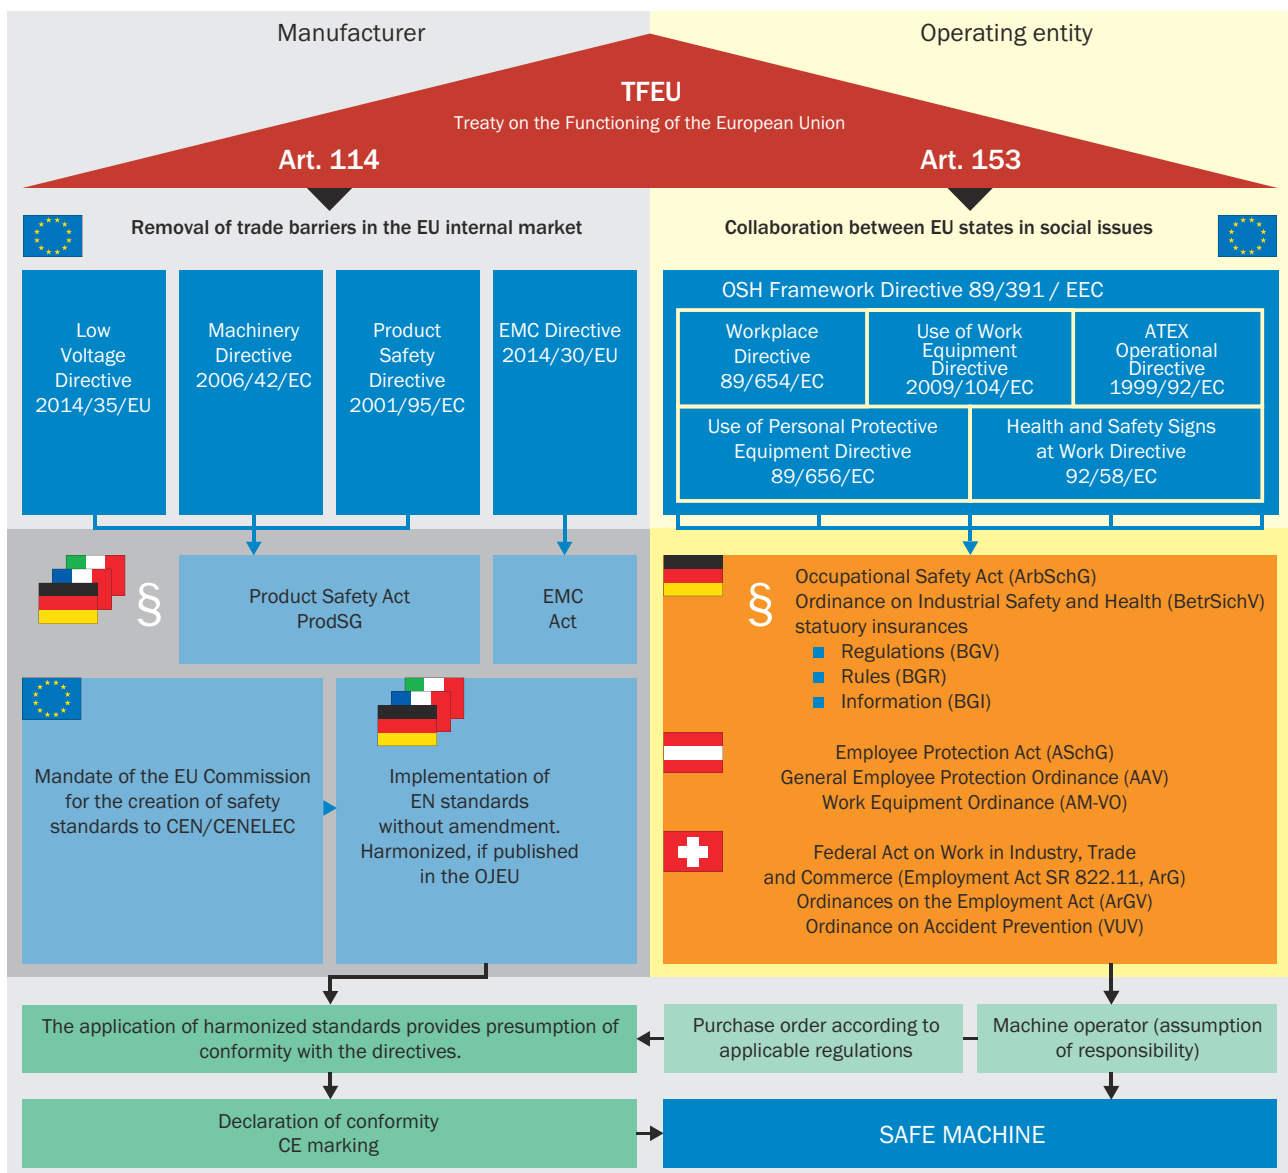 Manufacturer
Operating entity
TFEU
Treaty on the Functioning of the European Union
Art. 114
Art. 153
Removal of trade barriers in the EU internal market
Collaboration between EU states in social issues
Low
Voltage
Directive
2014/35/EU
Machinery
Directive
2006/42/EC
Product
Safety
Directive
2001/95/EC
EMC Directive
2014/30/EU
OSH Framework Directive 89/391 / EEC
Workplace
Directive
89/654/EC
Use of Work
Equipment
Directive
2009/104/EC
ATEX
Operational
Directive
1999/92/EC
Use of Personal Protective
Equipment Directive
89/656/EC
Health and Safety Signs
at Work Directive
92/58/EC
§
Product Safety Act
ProdSG
EMC
Act
Mandate of the EU Commission
for the creation of safety
standards to CEN/CENELEC
Implementation of
EN standards
without amendment.
Harmonized, if published
in the OJEU
§
Occupational Safety Act (ArbSchG)
Ordinance on Industrial Safety and Health (BetrSichV)
statuory insurances
Regulations (BGV)
Rules (BGR)
Information (BGI)
Employee Protection Act (ASchG)
General Employee Protection Ordinance (AAV)
Work Equipment Ordinance (AM-VO)
Federal Act on Work in Industry, Trade
and Commerce (Employment Act SR 822.11, ArG)
Ordinances on the Employment Act (ArGV)
Ordinance on Accident Prevention (VUV)
The application of harmonized standards provides presumption of
conformity with the directives.
Purchase order according to
applicable regulations
Machine operator (assumption
of responsibility)
Declaration of conformity
CE marking
SAFE MACHINE